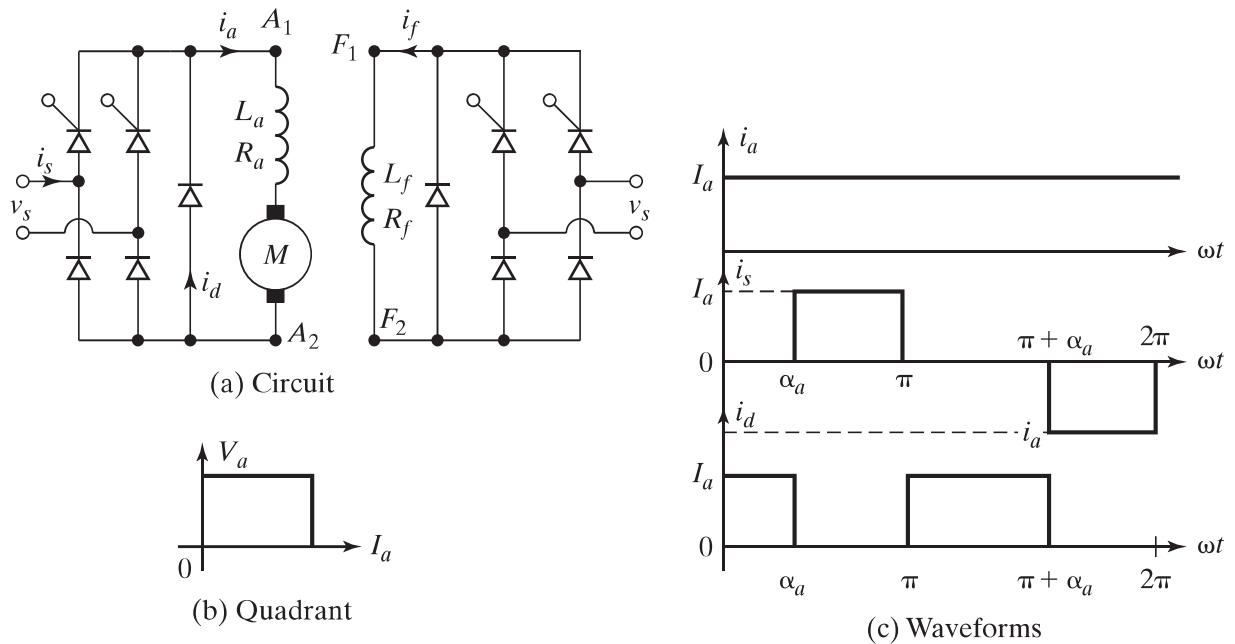 i_a A_1
F_1 i_f
L_a
R_a
i_s
v_s
M
i_d
A_2
L_f
R_f
v_s
F_2
(a) Circuit
V_a
0 I_a
(b) Quadrant
i_a
I_a
ωt
i_s
I_a
π + α_a 2π
0 ωt
α_a π
i_d
i_a
I_a
0 ωt
α_a π π + α_a 2π
(c) Waveforms